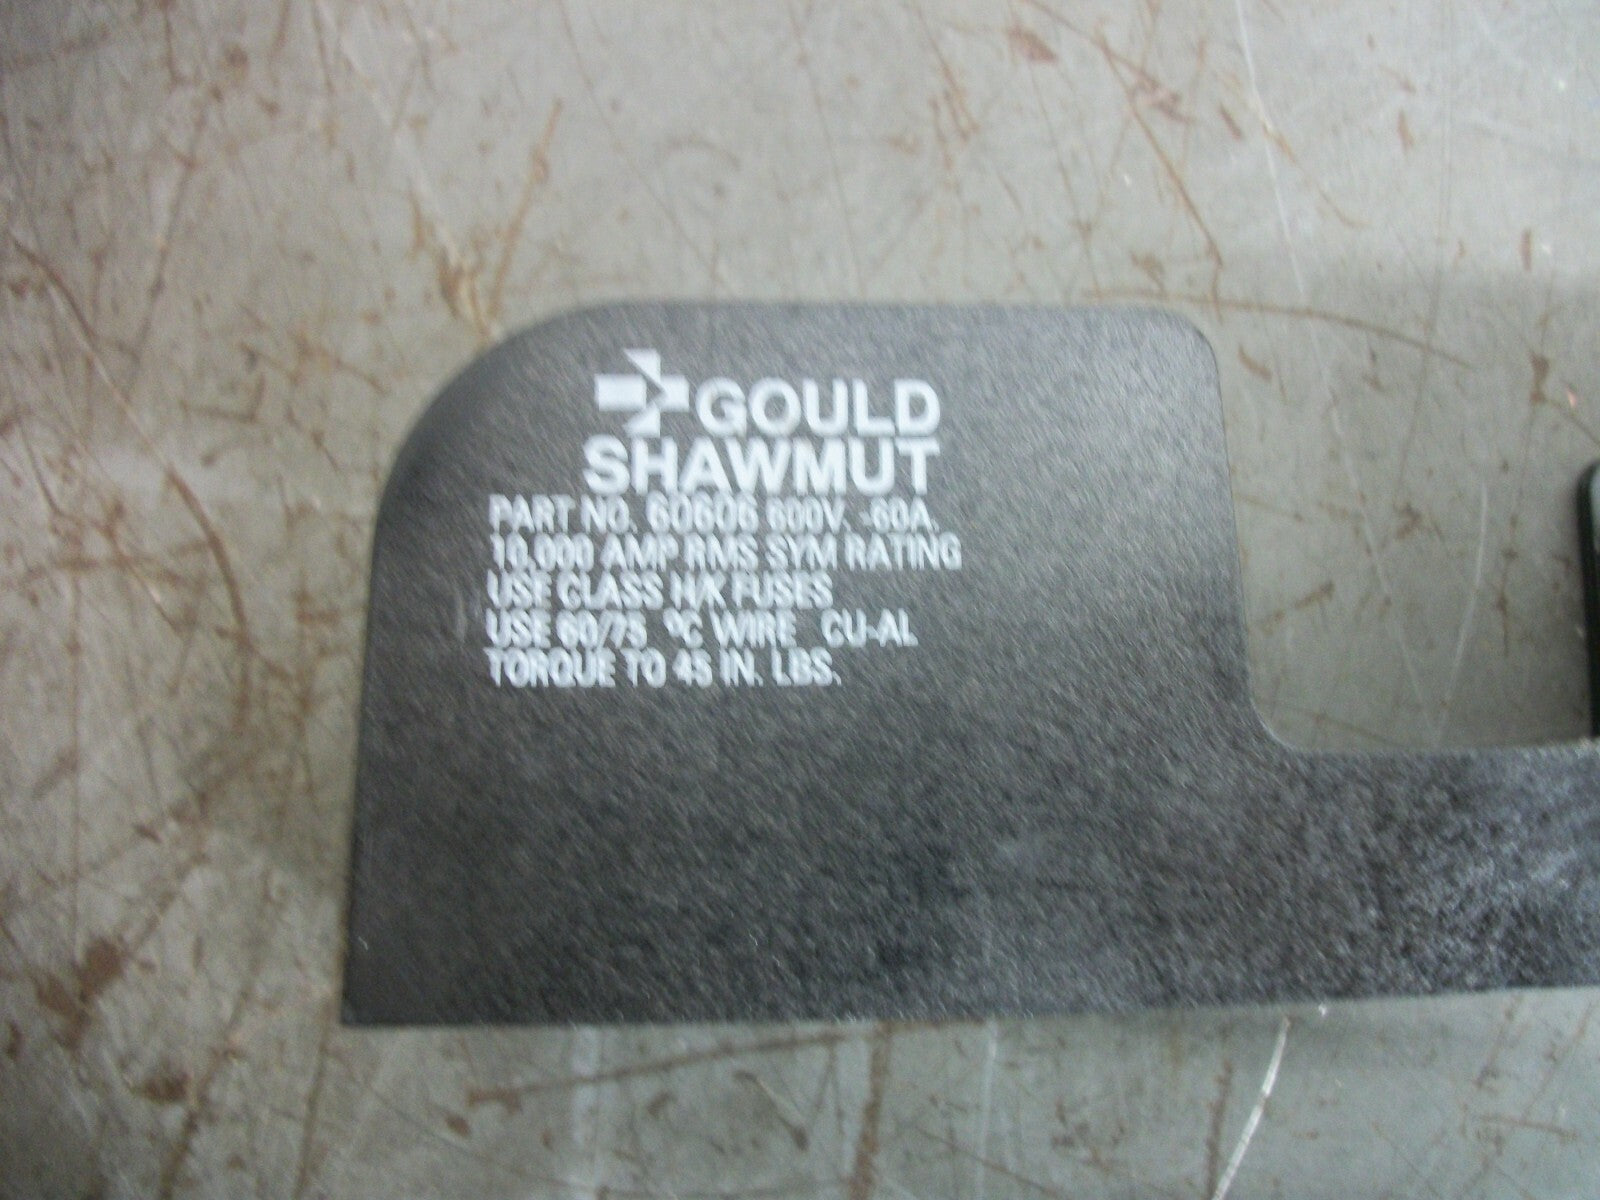 GOULD
SHAWMUT
PART NO. 60606 600V. -60A.
10,000 AMP RMS SYM RATING
USE CLASS H/K FUSES
USE 60/75 °C WIRE CU-AL
TORQUE TO 45 IN. LBS.